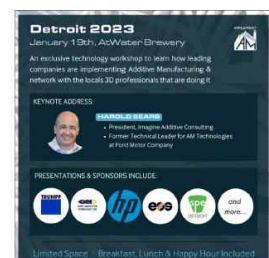 Detroit 2023
January 19th, AtWater Brewery
An exclusive technology workshop to learn how leading
companies are implementing Additive Manufacturing &
network with the locals 3D professionals that are doing it
KEYNOTE ADDRESS:
HAROLD SEARS
• President, Imagine Additive Consulting
• Former Technical Leader for AM Technologies
at Ford Motor Company
PRESENTATIONS & SPONSORS INCLUDE:
TRUMPF
hp
eos
spe
DETROIT
and
more...
Limited Space Breakfast, Lunch & Happy Hour Included